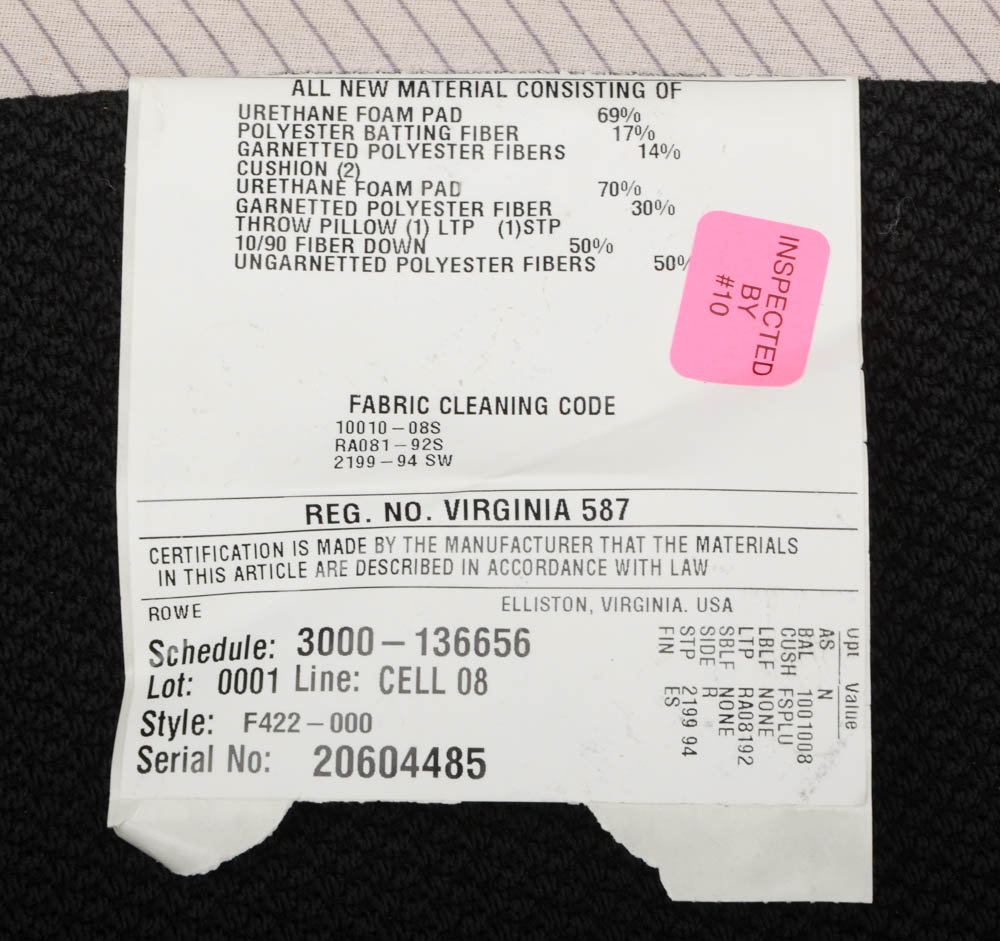 ALL NEW MATERIAL CONSISTING OF
URETHANE FOAM PAD 69%
POLYESTER BATTING FIBER 17%
GARNETTED POLYESTER FIBERS 14%
CUSHION (2)
URETHANE FOAM PAD 70%
GARNETTED POLYESTER FIBER 30%
THROW PILLOW (1) LTP (1)STP
10/90 FIBER DOWN 50%
UNGARNETTED POLYESTER FIBERS 50%
INSPECTED
BY
#10
FABRIC CLEANING CODE
10010-08S
RA081-92S
2199-94 SW
REG. NO. VIRGINIA 587
CERTIFICATION IS MADE BY THE MANUFACTURER THAT THE MATERIALS
IN THIS ARTICLE ARE DESCRIBED IN ACCORDANCE WITH LAW
ROWE ELLISTON, VIRGINIA. USA
Schedule: 3000-136656
Lot: 0001 Line: CELL 08
Style: F422-000
Serial No: 20604485
Opt Value
AS N
BAL 1001008
CUSH FSPLU
LBLF NONE
LTP RA08192
SBLF NONE
SIDE R
STP 2199 94
FIN ES